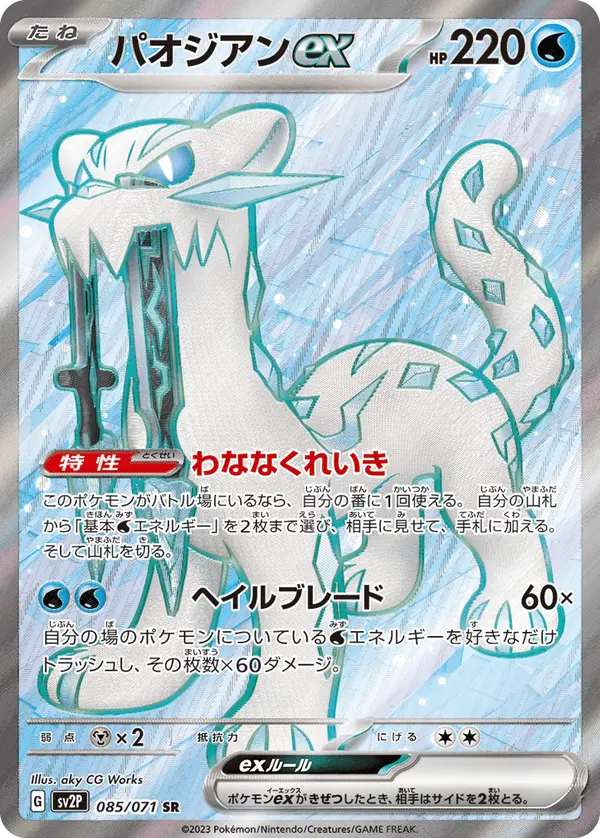 たね パオジアンex HP 220
特性 とくせい わななくれいき
このポケモンがバトル場にいるなら、自分の番に1回使える。自分の山札
から「基本エネルギー」を2枚まで選び、相手に見せて、手札に加える。
そして山札を切る。
ヘイルブレード 60×
自分の場のポケモンについているエネルギーを好きなだけ
トラッシュし、その枚数×60ダメージ。
弱点 ×2 抵抗力 にげる
Illus. aky CG Works
exルール
ポケモンexがきぜつしたとき、相手はサイドを2枚とる。
G sv2P 085/071 SR
©2023 Pokémon/Nintendo/Creatures/GAME FREAK.